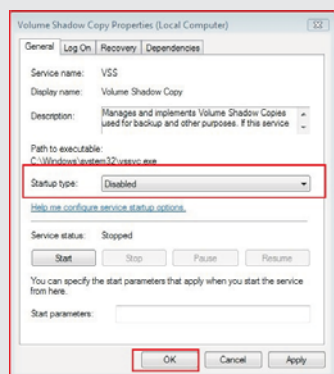 Volume Shadow Copy Properties (Local Computer)
General Log On Recovery Dependencies
Service name: VSS
Display name: Volume Shadow Copy
Description: Manages and implements Volume Shadow Copies
used for backup and other purposes. If this service
Path to executable:
C:\Windows\system32\vssvc.exe
Startup type: Disabled
Help me configure service startup options.
Service status: Stopped
Start Stop Pause Resume
You can specify the start parameters that apply when you start the service
from here.
Start parameters:
OK Cancel Apply